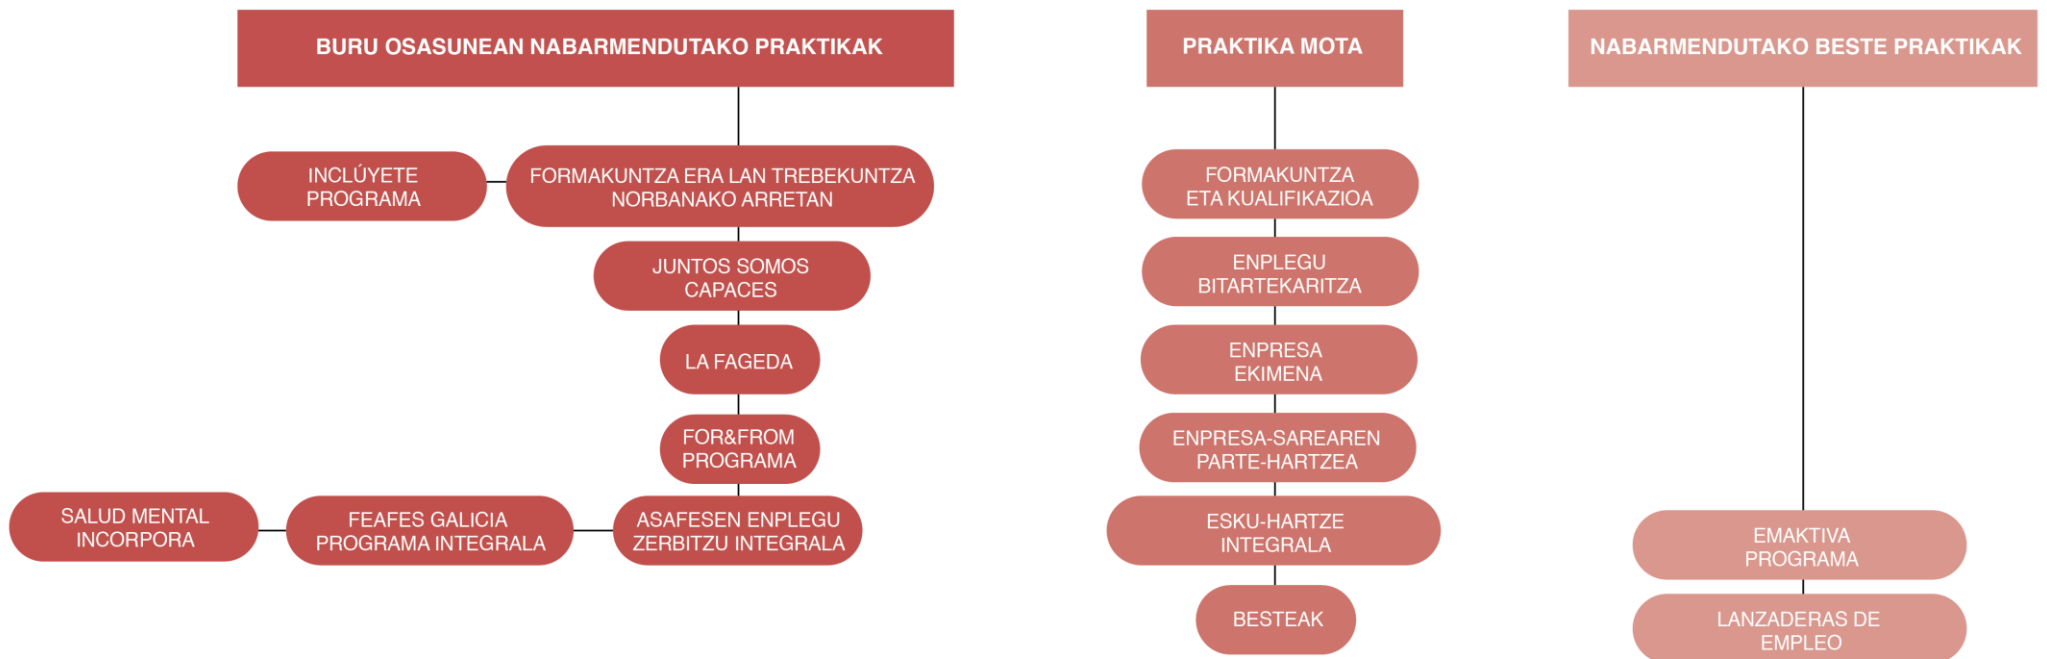 BURU OSASUNEAN NABARMENDUTAKO PRAKTIKAK
INCLÚYETE
PROGRAMA
FORMAKUNTZA ERA LAN TREBEKUNTZA
NORBANAKO ARRETAN
JUNTOS SOMOS
CAPACES
LA FAGEDA
FOR&FROM
PROGRAMA
SALUD MENTAL
INCORPORA
FEAFES GALICIA
PROGRAMA INTEGRALA
ASAFESEN ENPLEGU
ZERBITZU INTEGRALA
PRAKTIKA MOTA
FORMAKUNTZA
ETA KUALIFIKAZIOA
ENPLEGU
BITARTEKARITZA
ENPRESA
EKIMENA
ENPRESA-SAREAREN
PARTE-HARTZEA
ESKU-HARTZE
INTEGRALA
BESTEAK
NABARMENDUTAKO BESTE PRAKTIKAK
EMAKTIVA
PROGRAMA
LANZADERAS DE
EMPLEO